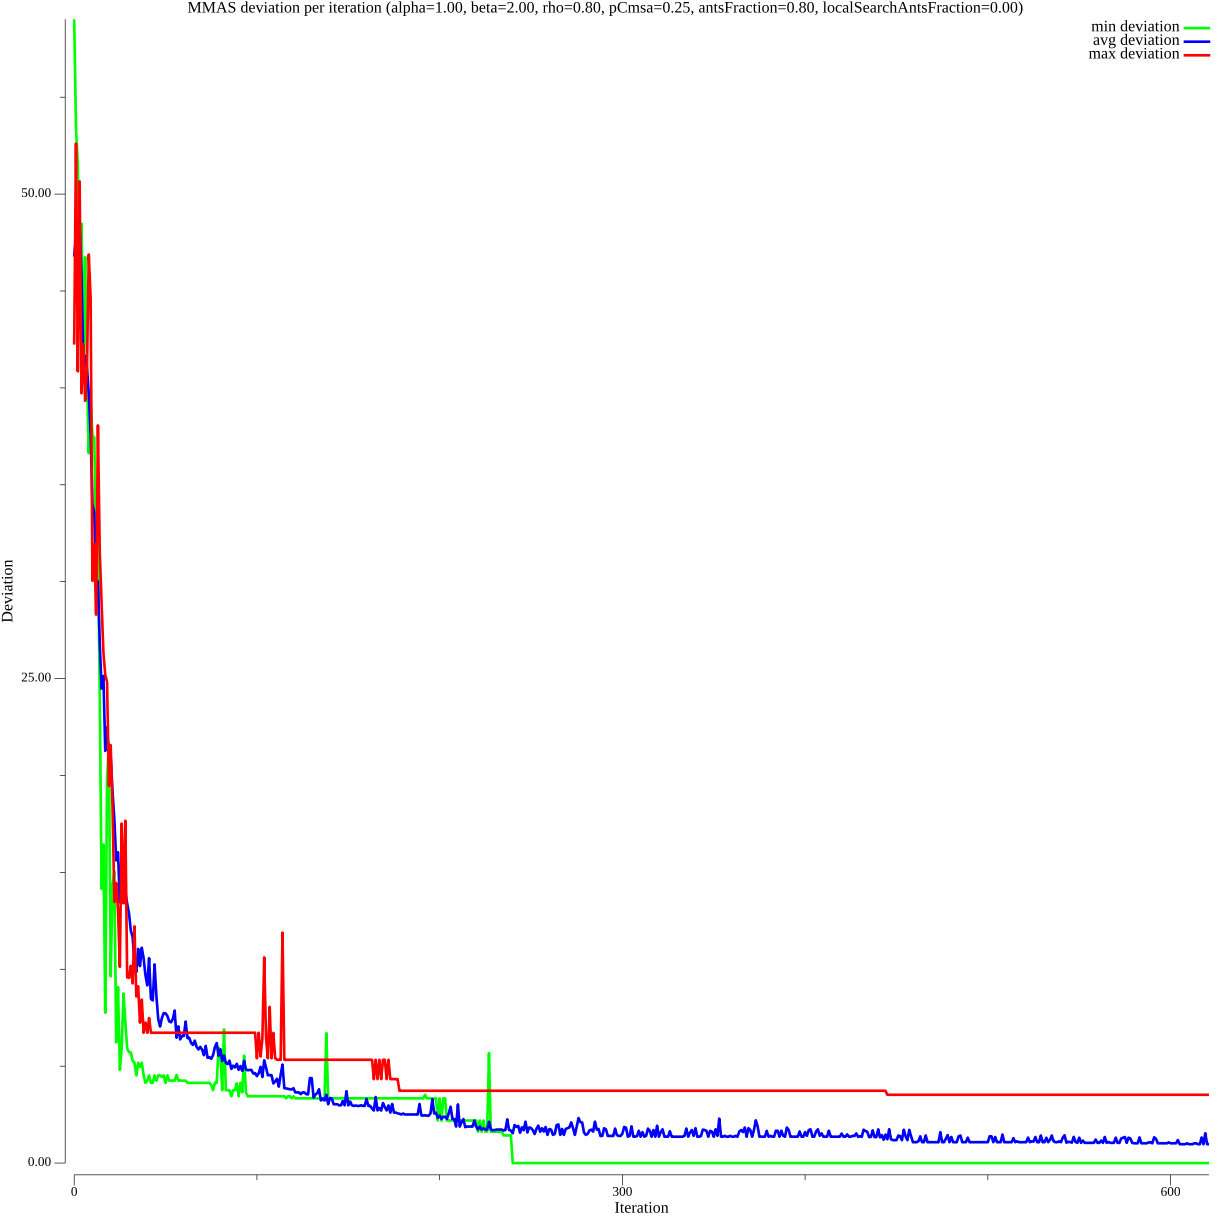 MMAS deviation per iteration (alpha=1.00, beta=2.00, rho=0.80, pCmsa=0.25, antsFraction=0.80, localSearchAntsFraction=0.00)
min deviation
avg deviation
max deviation
50.00
25.00
0.00
Deviation
0
300
600
Iteration